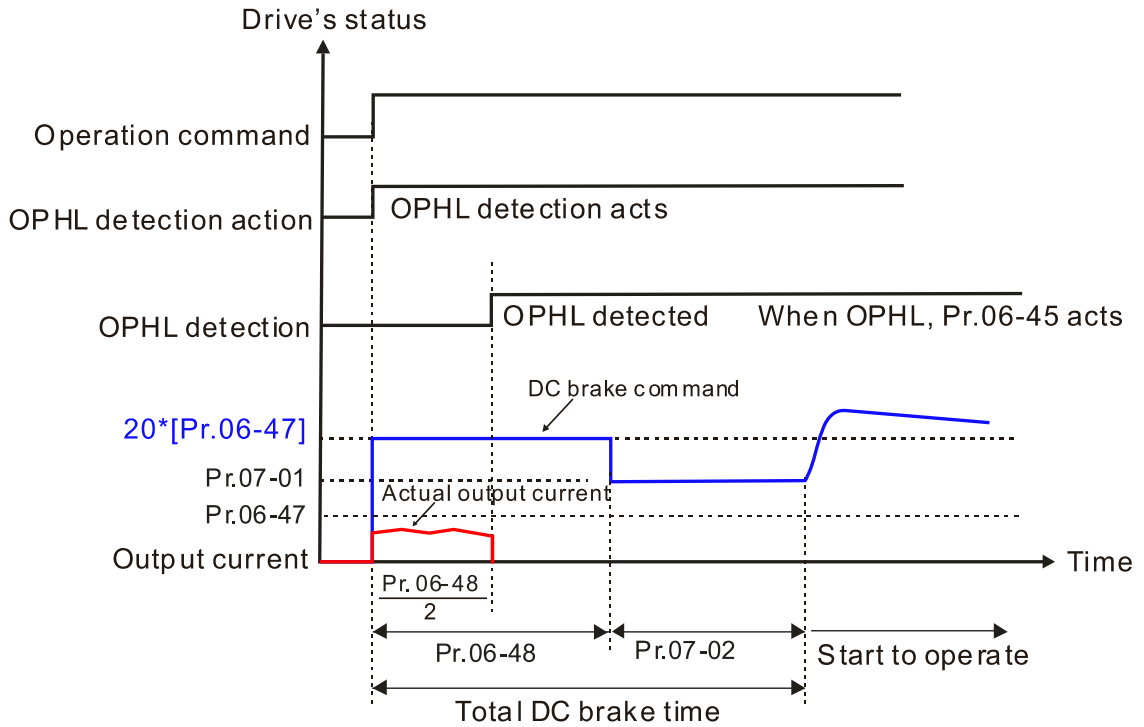 Drive's status
Operation command
OPHL detection acts
OPHL detection action
OPHL detected
When OPHL, Pr.06-45 acts
OPHL detection
DC brake command
20*[Pr.06-47]
Pr.07-01
Actual output current
Pr.06-47
Output current
Time
Pr.06-48
2
Pr.06-48
Pr.07-02
Start to operate
Total DC brake time